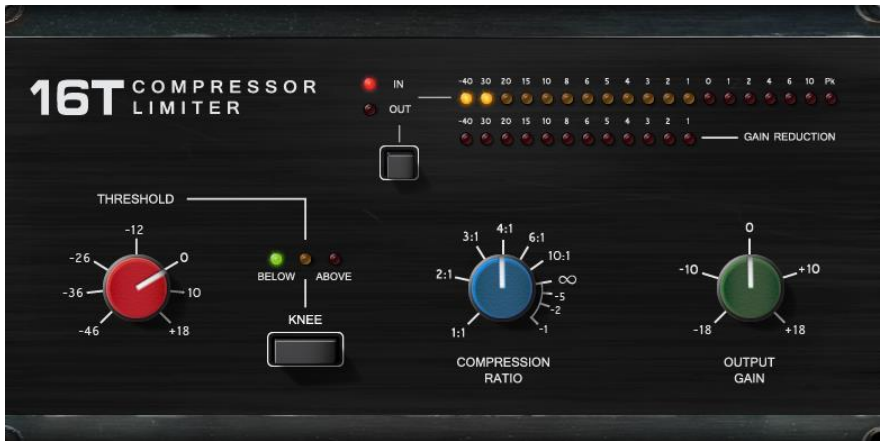 16T COMPRESSOR
LIMITER
IN
OUT
-40 30 20 15 10 8 6 5 4 3 2 1 0 1 2 4 6 10 Pk
-40 30 20 15 10 8 6 5 4 3 2 1
GAIN REDUCTION
THRESHOLD
-12
-26 0
-36 10
-46 +18
BELOW ABOVE
KNEE
4:1
3:1 6:1
10:1
2:1 ∞
-5
-2
1:1 -1
COMPRESSION
RATIO
0
-10 +10
-18 +18
OUTPUT
GAIN